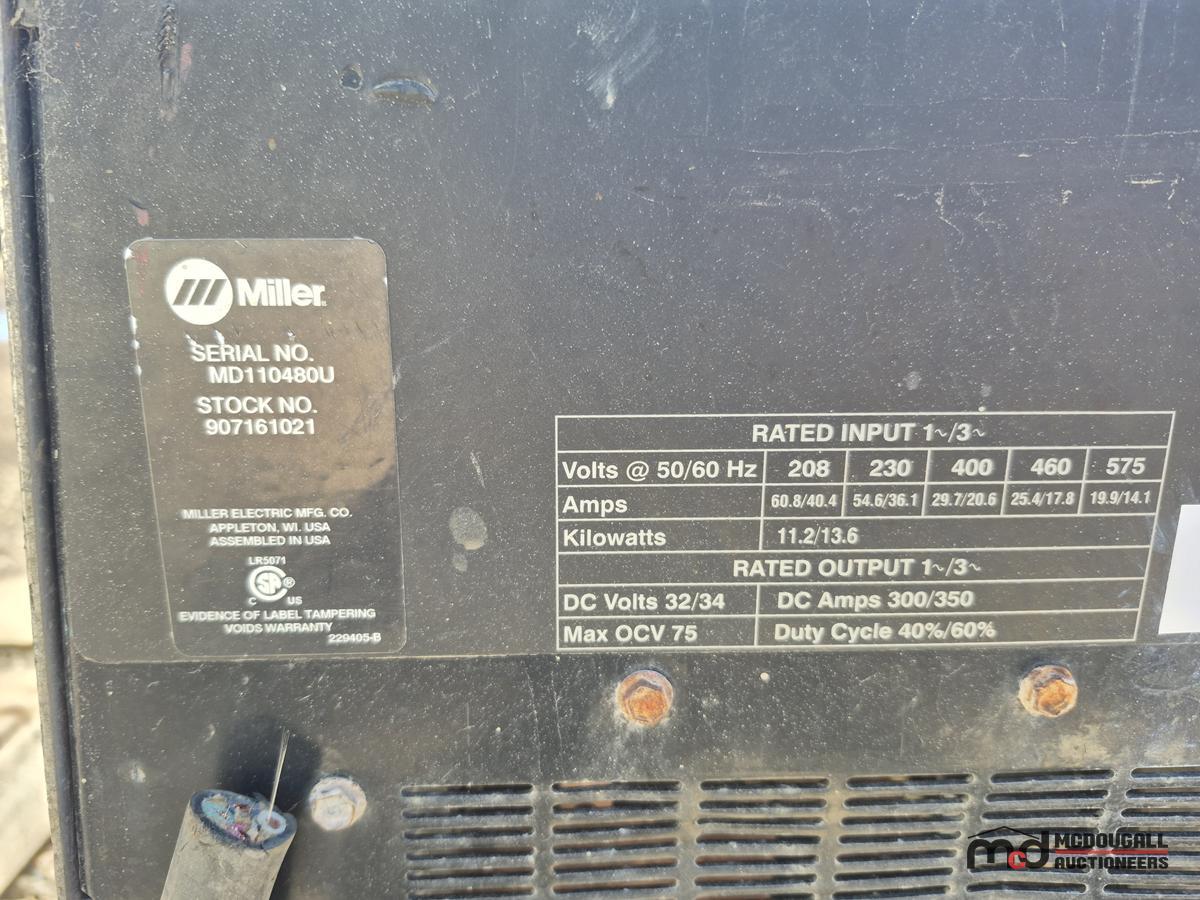 Miller
SERIAL NO.
MD110480U
STOCK NO.
907161021
MILLER ELECTRIC MFG. CO.
APPLETON, WI. USA
ASSEMBLED IN USA
LR5071
SA ®
C US
EVIDENCE OF LABEL TAMPERING
VOIDS WARRANTY
229405-B
RATED INPUT 1~/3~
Volts @ 50/60 Hz 208 230 400 460 575
Amps 60.8/40.4 54.6/36.1 29.7/20.6 25.4/17.8 19.9/14.1
Kilowatts 11.2/13.6
RATED OUTPUT 1~/3~
DC Volts 32/34 DC Amps 300/350
Max OCV 75 Duty Cycle 40%/60%
mcd MCDOUGALL
AUCTIONEERS